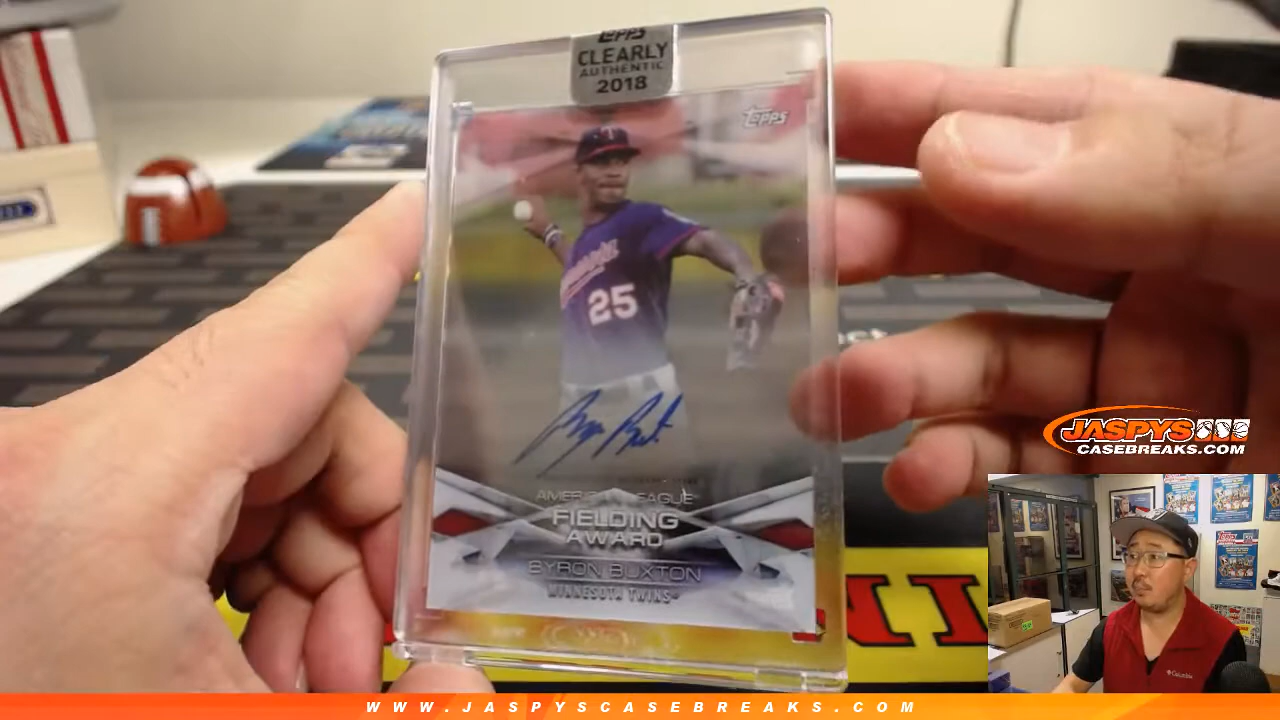 Topps
CLEARLY
AUTHENTIC
2018
Topps
Minnesota
25
AMERICAN LEAGUE
FIELDING
AWARD
BYRON BUXTON
MINNESOTA TWINS
JASPYS
CASEBREAKS.COM
WWW.JASPYSCASEBREAKS.COM